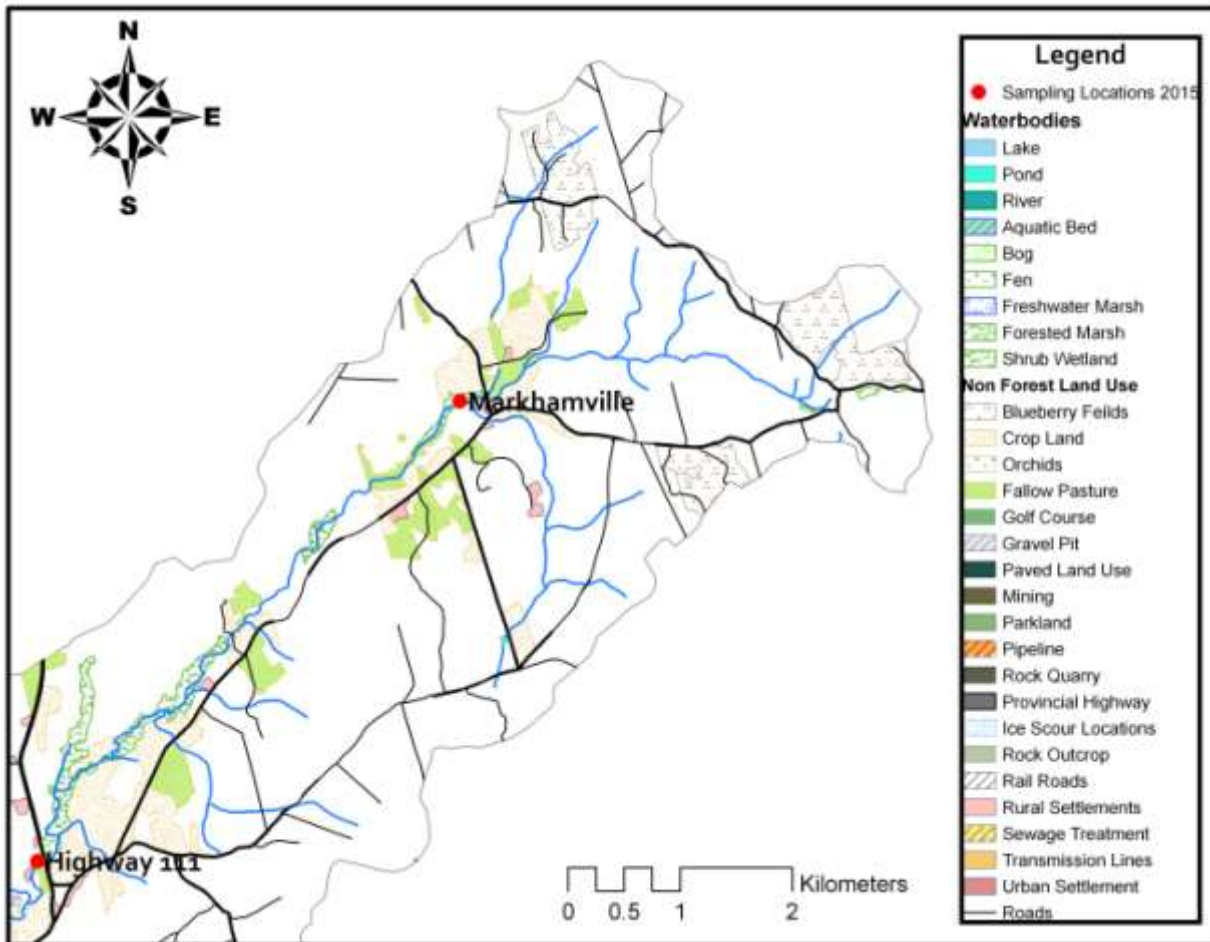 N
W E
S
Markhamville
Highway 111
Kilometers
0 0.5 1 2
Legend
Sampling Locations 2015
Waterbodies
Lake
Pond
River
Aquatic Bed
Bog
Fen
Freshwater Marsh
Forested Marsh
Shrub Wetland
Non Forest Land Use
Blueberry Feilds
Crop Land
Orchids
Fallow Pasture
Golf Course
Gravel Pit
Paved Land Use
Mining
Parkland
Pipeline
Rock Quarry
Provincial Highway
Ice Scour Locations
Rock Outcrop
Rail Roads
Rural Settlements
Sewage Treatment
Transmission Lines
Urban Settlement
Roads